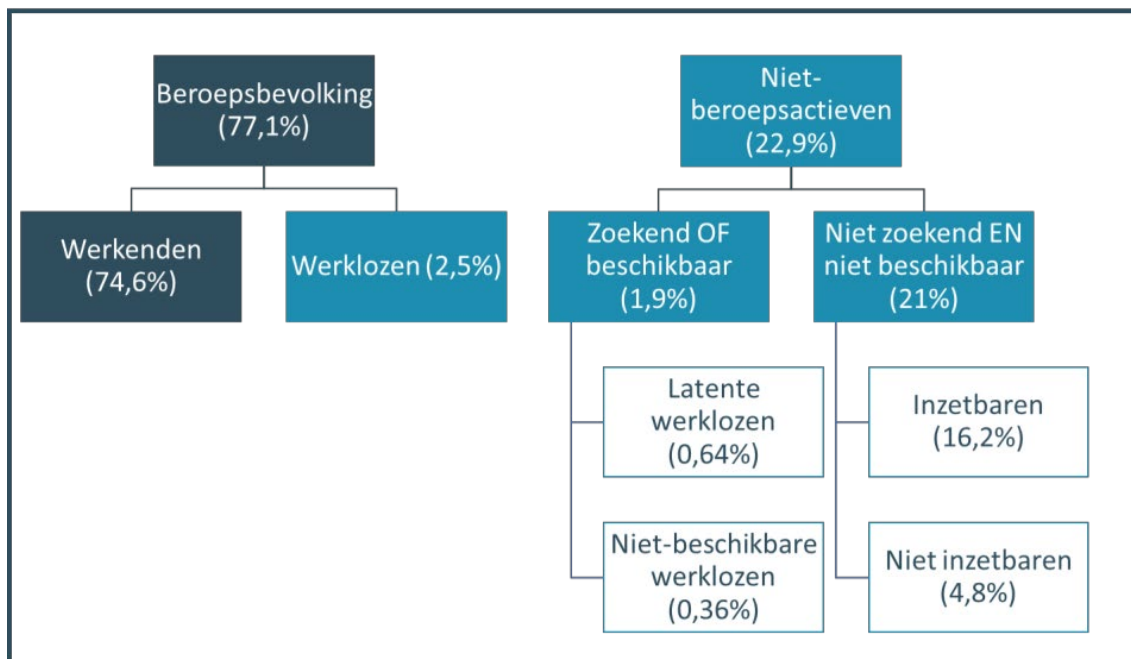 Beroepsbevolking
(77,1%)
Niet-
beroepsactieven
(22,9%)
Werkenden
(74,6%)
Werklozen (2,5%)
Zoekend OF
beschikbaar
(1,9%)
Niet zoekend EN
niet beschikbaar
(21%)
Latente
werklozen
(0,64%)
Inzetbaren
(16,2%)
Niet-beschikbare
werklozen
(0,36%)
Niet inzetbaren
(4,8%)